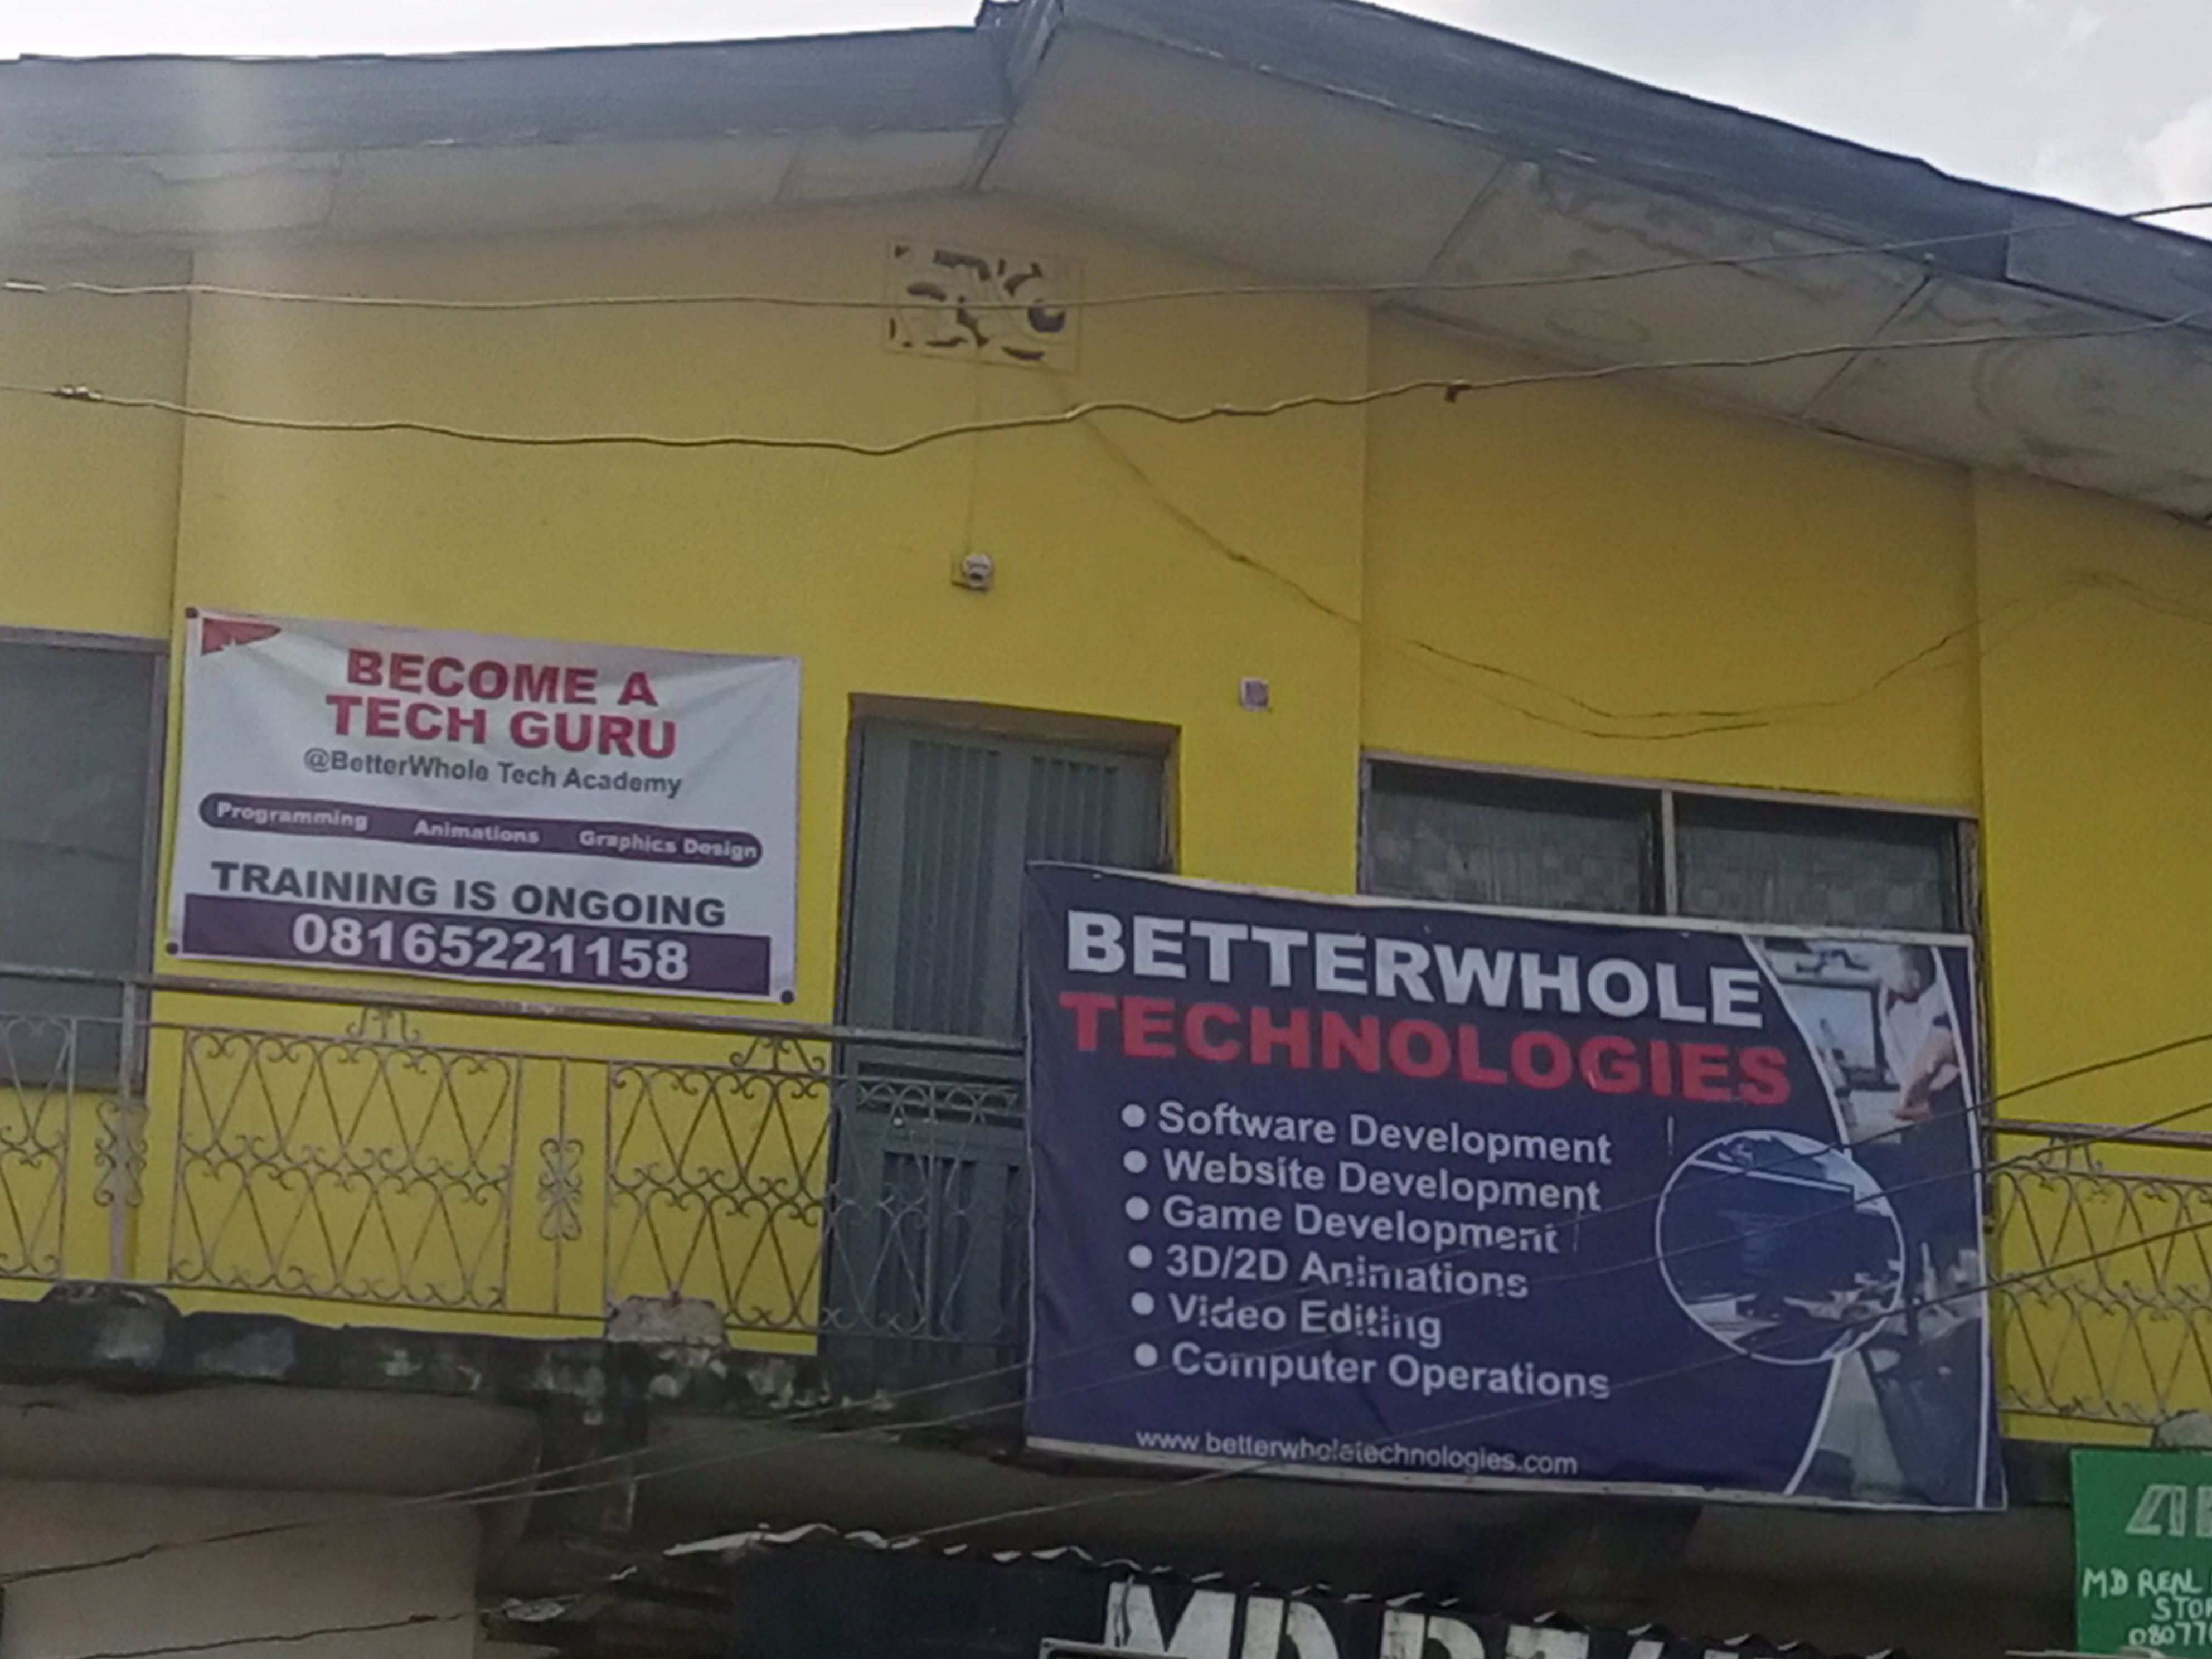 BECOME A
TECH GURU
@BetterWhole Tech Academy
Programming Animations Graphics Design
TRAINING IS ONGOING
08165221158
BETTERWHOLE
TECHNOLOGIES
● Software Development
● Website Development
● Game Development
● 3D/2D Animations
● Video Editing
● Computer Operations
www.betterwholetechnologies.com
MD REAL